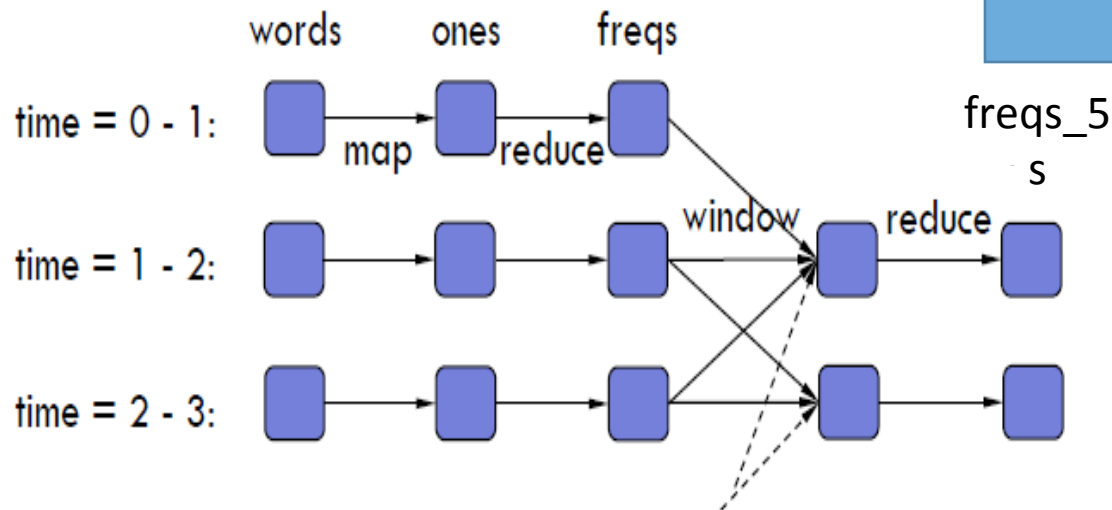 words ones freqs
time = 0 - 1:
map reduce
freqs_5
s
window reduce
time = 1 - 2:
time = 2 - 3: